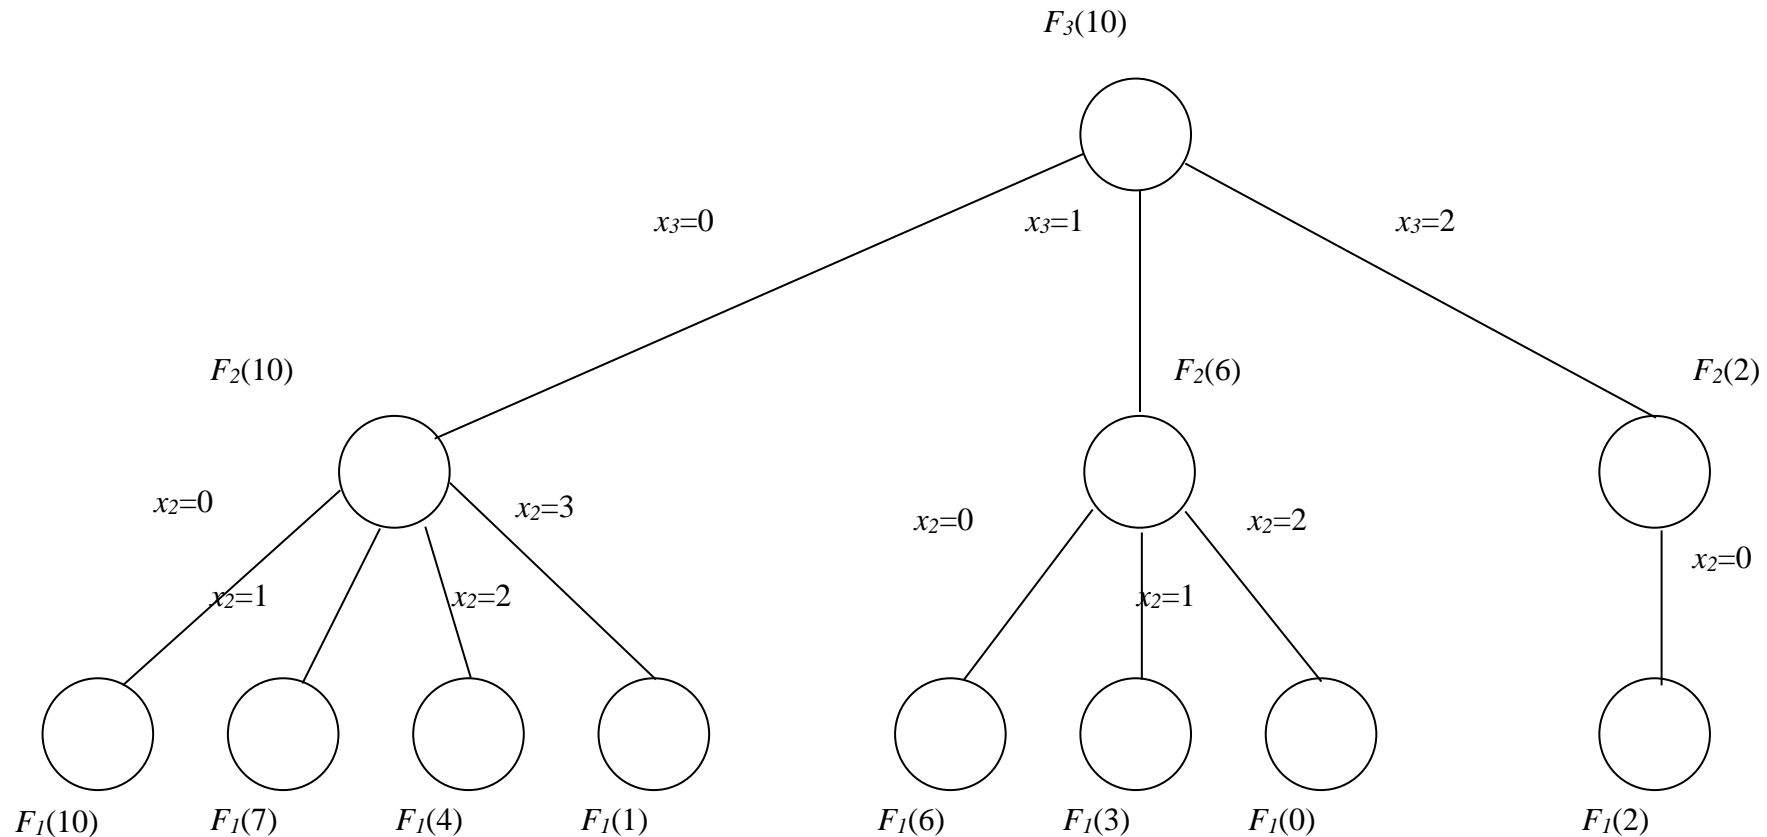 F₃(10)
x₃=0 x₃=1 x₃=2
F₂(10) F₂(6) F₂(2)
x₂=0 x₂=3 x₂=0 x₂=2
x₂=0
x₂=1 x₂=2 x₂=1
F₁(10) F₁(7) F₁(4) F₁(1) F₁(6) F₁(3) F₁(0) F₁(2)